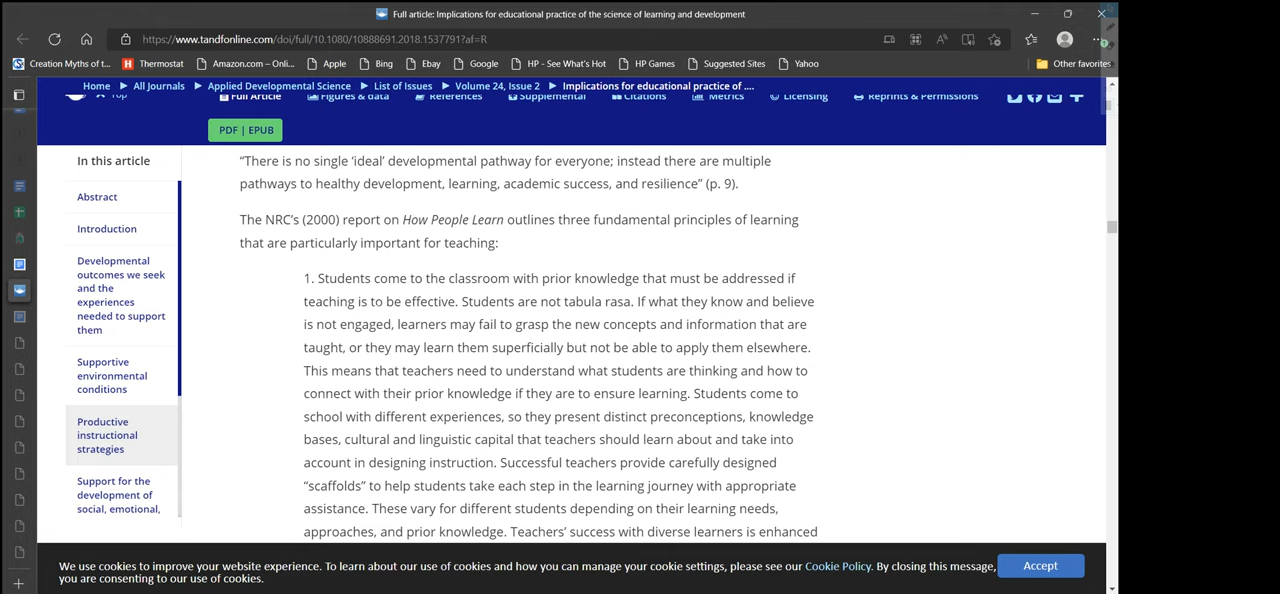 Full article: Implications for educational practice of the science of learning and development
https://www.tandfonline.com/doi/full/10.1080/10888691.2018.1537791?af=R
Creation Myths of t...
Thermostat
Amazon.com – Onli...
Apple
Bing
Ebay
Google
HP - See What's Hot
HP Games
Suggested Sites
Yahoo
Other favorites
Home ▶ All Journals ▶ Applied Developmental Science ▶ List of Issues ▶ Volume 24, Issue 2 ▶ Implications for educational practice of ....
Top
Full Article
Figures & data
References
Supplemental
Citations
Metrics
Licensing
Reprints & Permissions
PDF | EPUB
In this article
Abstract
Introduction
Developmental
outcomes we seek
and the
experiences
needed to support
them
Supportive
environmental
conditions
Productive
instructional
strategies
Support for the
development of
social, emotional,
“There is no single ‘ideal’ developmental pathway for everyone; instead there are multiple
pathways to healthy development, learning, academic success, and resilience” (p. 9).
The NRC’s (2000) report on How People Learn outlines three fundamental principles of learning
that are particularly important for teaching:
1. Students come to the classroom with prior knowledge that must be addressed if
teaching is to be effective. Students are not tabula rasa. If what they know and believe
is not engaged, learners may fail to grasp the new concepts and information that are
taught, or they may learn them superficially but not be able to apply them elsewhere.
This means that teachers need to understand what students are thinking and how to
connect with their prior knowledge if they are to ensure learning. Students come to
school with different experiences, so they present distinct preconceptions, knowledge
bases, cultural and linguistic capital that teachers should learn about and take into
account in designing instruction. Successful teachers provide carefully designed
“scaffolds” to help students take each step in the learning journey with appropriate
assistance. These vary for different students depending on their learning needs,
approaches, and prior knowledge. Teachers’ success with diverse learners is enhanced
We use cookies to improve your website experience. To learn about our use of cookies and how you can manage your cookie settings, please see our Cookie Policy. By closing this message,
you are consenting to our use of cookies.
Accept